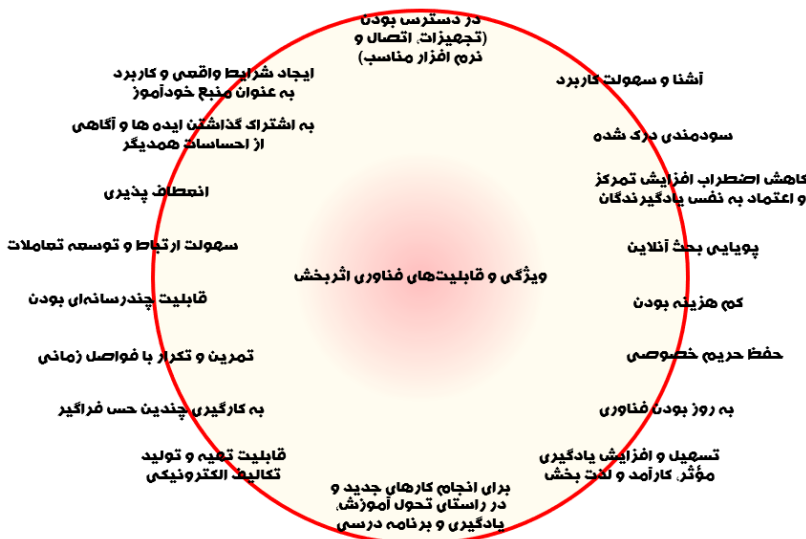 در دسترس بودن
(تجهیزات، اتصال و
نرم افزار مناسب)
آشنا و سهولت کاربرد
سودمندی درک شده
کاهش اضطراب افزایش تمرکز
و اعتماد به نفس یادگیرندگان
پویایی بحث آنلاین
کم هزینه بودن
حفظ حریم خصوصی
به روز بودن فناوری
تسهیل و افزایش یادگیری
مؤثر، کارآمد و لذت بخش
برای انجام کارهای جدید و
در راستای تحول آموزش،
یادگیری و برنامه درسی
قابلیت تهیه و تولید
تکالیف الکترونیکی
به کارگیری چندین حس فراگیر
تمرین و تکرار با فواصل زمانی
قابلیت چندرسانه‌ای بودن
سهولت ارتباط و توسعه تعاملات
انعطاف پذیری
به اشتراک گذاشتن ایده ها و آگاهی
از احساسات همدیگر
ایجاد شرایط واقعی و کاربرد
به عنوان منبع خودآموز
ویژگی و قابلیت‌های فناوری اثربخش